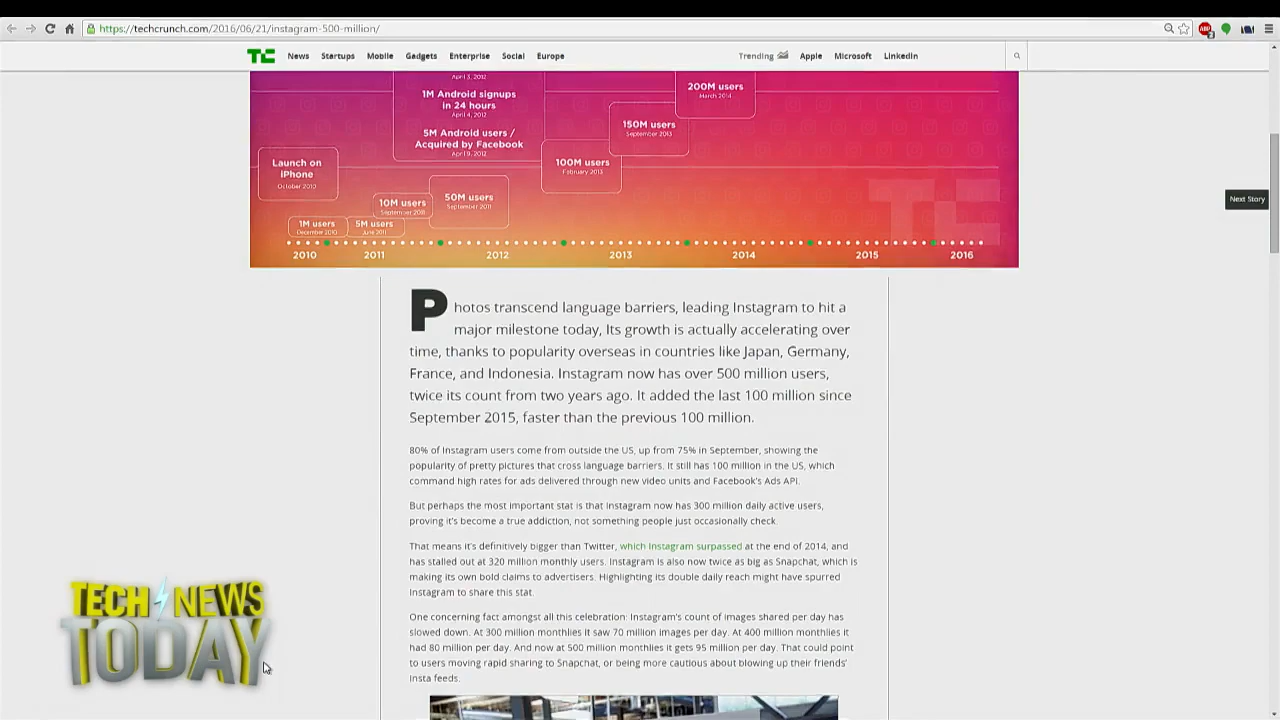 https://techcrunch.com/2016/06/21/instagram-500-million/
TC News Startups Mobile Gadgets Enterprise Social Europe Trending Apple Microsoft LinkedIn
April 3, 2012
1M Android signups
in 24 hours
April 4, 2012
5M Android users /
Acquired by Facebook
April 9, 2012
200M users
March 2014
150M users
September 2013
100M users
February 2013
Launch on
iPhone
October 2010
10M users
September 2011
50M users
1M users
December 2010
5M users
June 2011
2010 2011 2012 2013 2014 2015 2016
Next Story
Photos transcend language barriers, leading Instagram to hit a
major milestone today, Its growth is actually accelerating over
time, thanks to popularity overseas in countries like Japan, Germany,
France, and Indonesia. Instagram now has over 500 million users,
twice its count from two years ago. It added the last 100 million since
September 2015, faster than the previous 100 million.
80% of Instagram users come from outside the US, up from 75% in September, showing the
popularity of pretty pictures that cross language barriers. It still has 100 million in the US, which
command high rates for ads delivered through new video units and Facebook's Ads API.
But perhaps the most important stat is that Instagram now has 300 million daily active users,
proving it's become a true addiction, not something people just occasionally check.
That means it's definitively bigger than Twitter, which Instagram surpassed at the end of 2014, and
has stalled out at 320 million monthly users. Instagram is also now twice as big as Snapchat, which is
making its own bold claims to advertisers. Highlighting its double daily reach might have spurred
Instagram to share this stat.
One concerning fact amongst all this celebration: Instagram's count of images shared per day has
slowed down. At 300 million monthlies it saw 70 million images per day. At 400 million monthlies it
had 80 million per day. And now at 500 million monthlies it gets 95 million per day. That could point
to users moving rapid sharing to Snapchat, or being more cautious about blowing up their friends'
Insta feeds.
TECH NEWS
TODAY